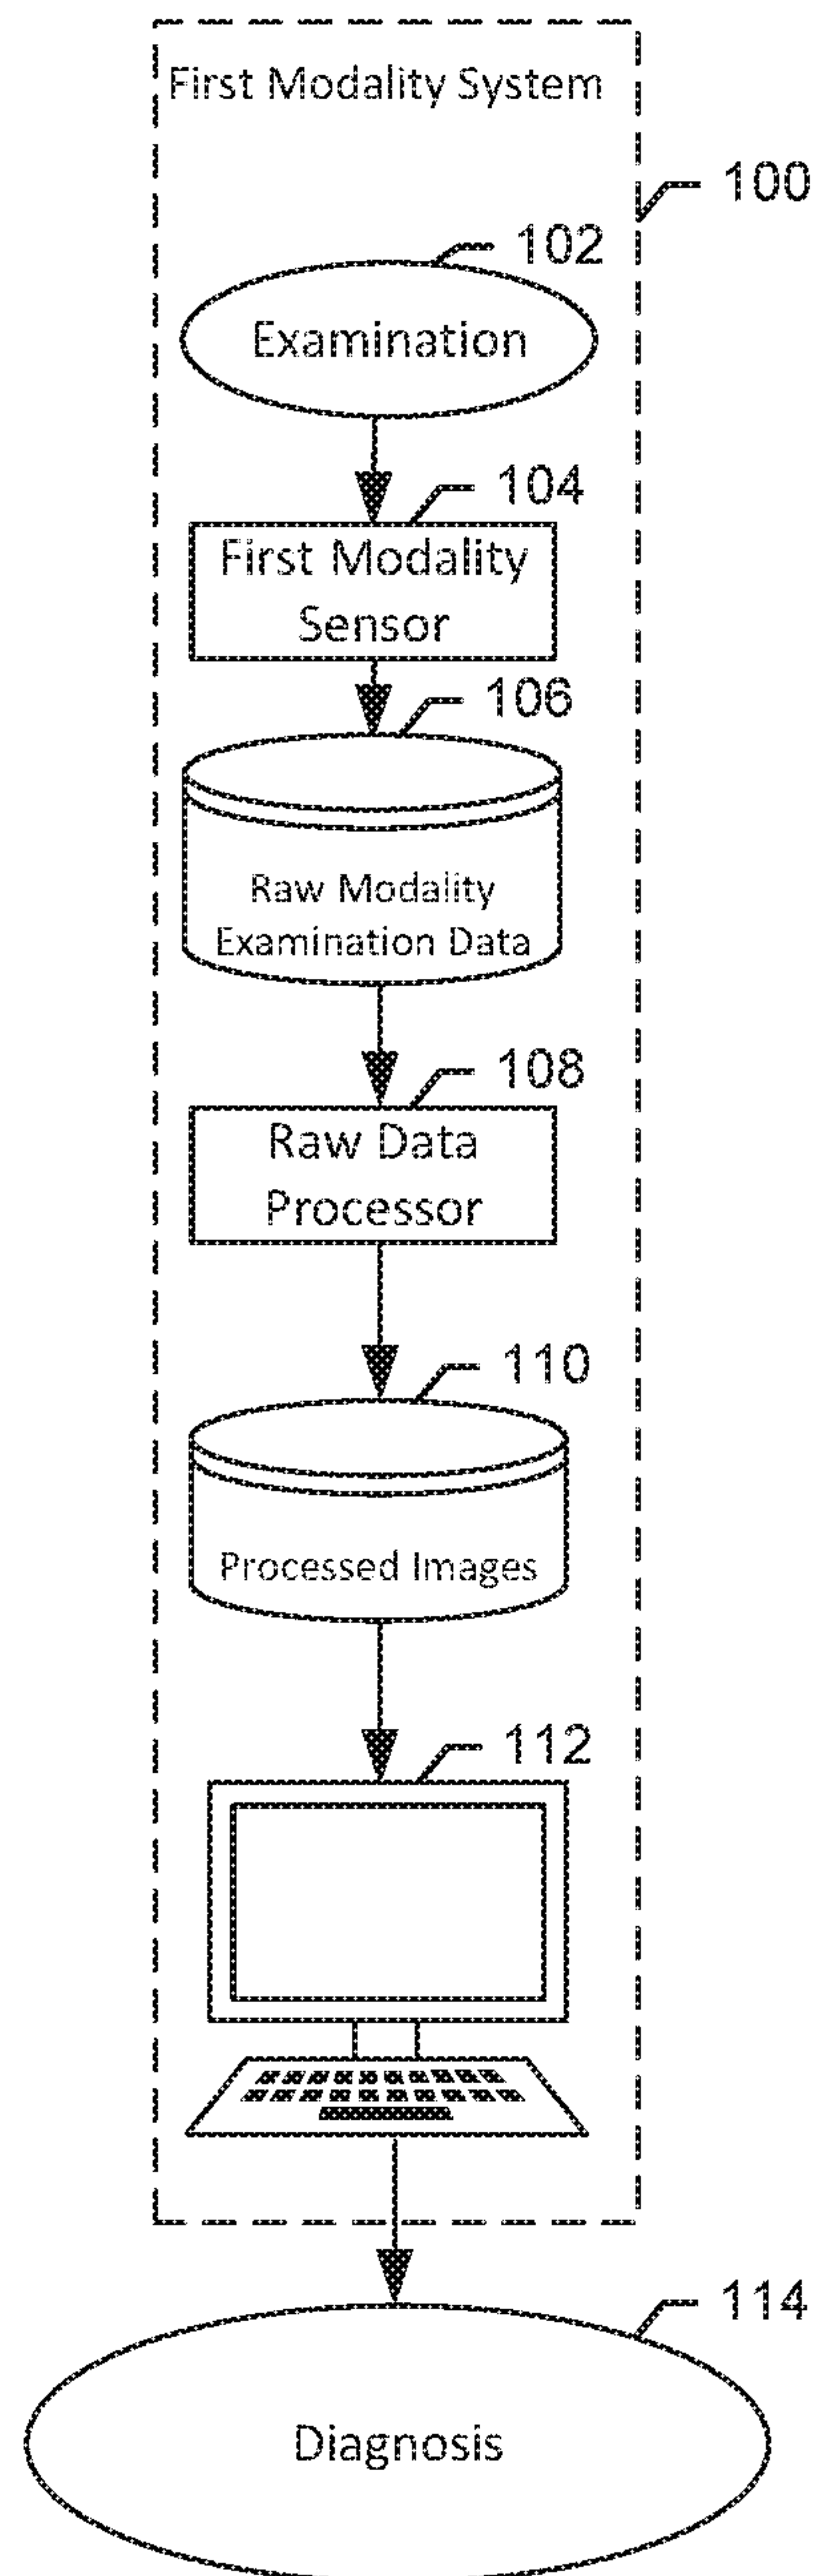 First Modality System
100
102
Examination
104
First Modality
Sensor
106
Raw Modality
Examination Data
108
Raw Data
Processor
110
Processed Images
112
114
Diagnosis